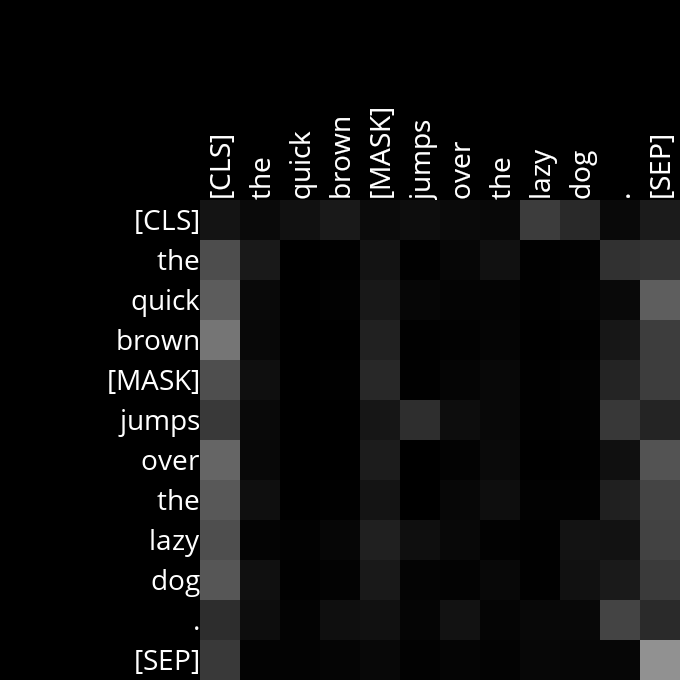 [CLS] the quick brown [MASK] jumps over the lazy dog . [SEP]
[CLS]
the
quick
brown
[MASK]
jumps
over
the
lazy
dog
.
[SEP]